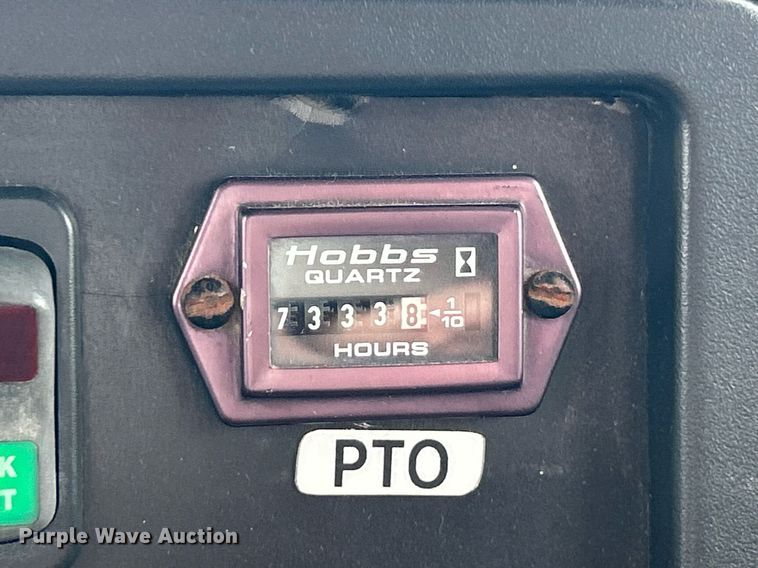 Hobbs
QUARTZ
7 3 3 3 8 ◄ 1/10
HOURS
PTO
K
T
Purple Wave Auction